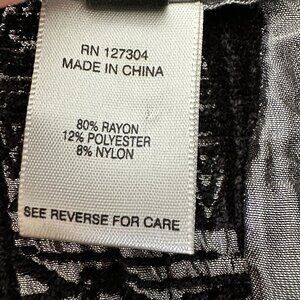 RN 127304
MADE IN CHINA
80% RAYON
12% POLYESTER
8% NYLON
SEE REVERSE FOR CARE